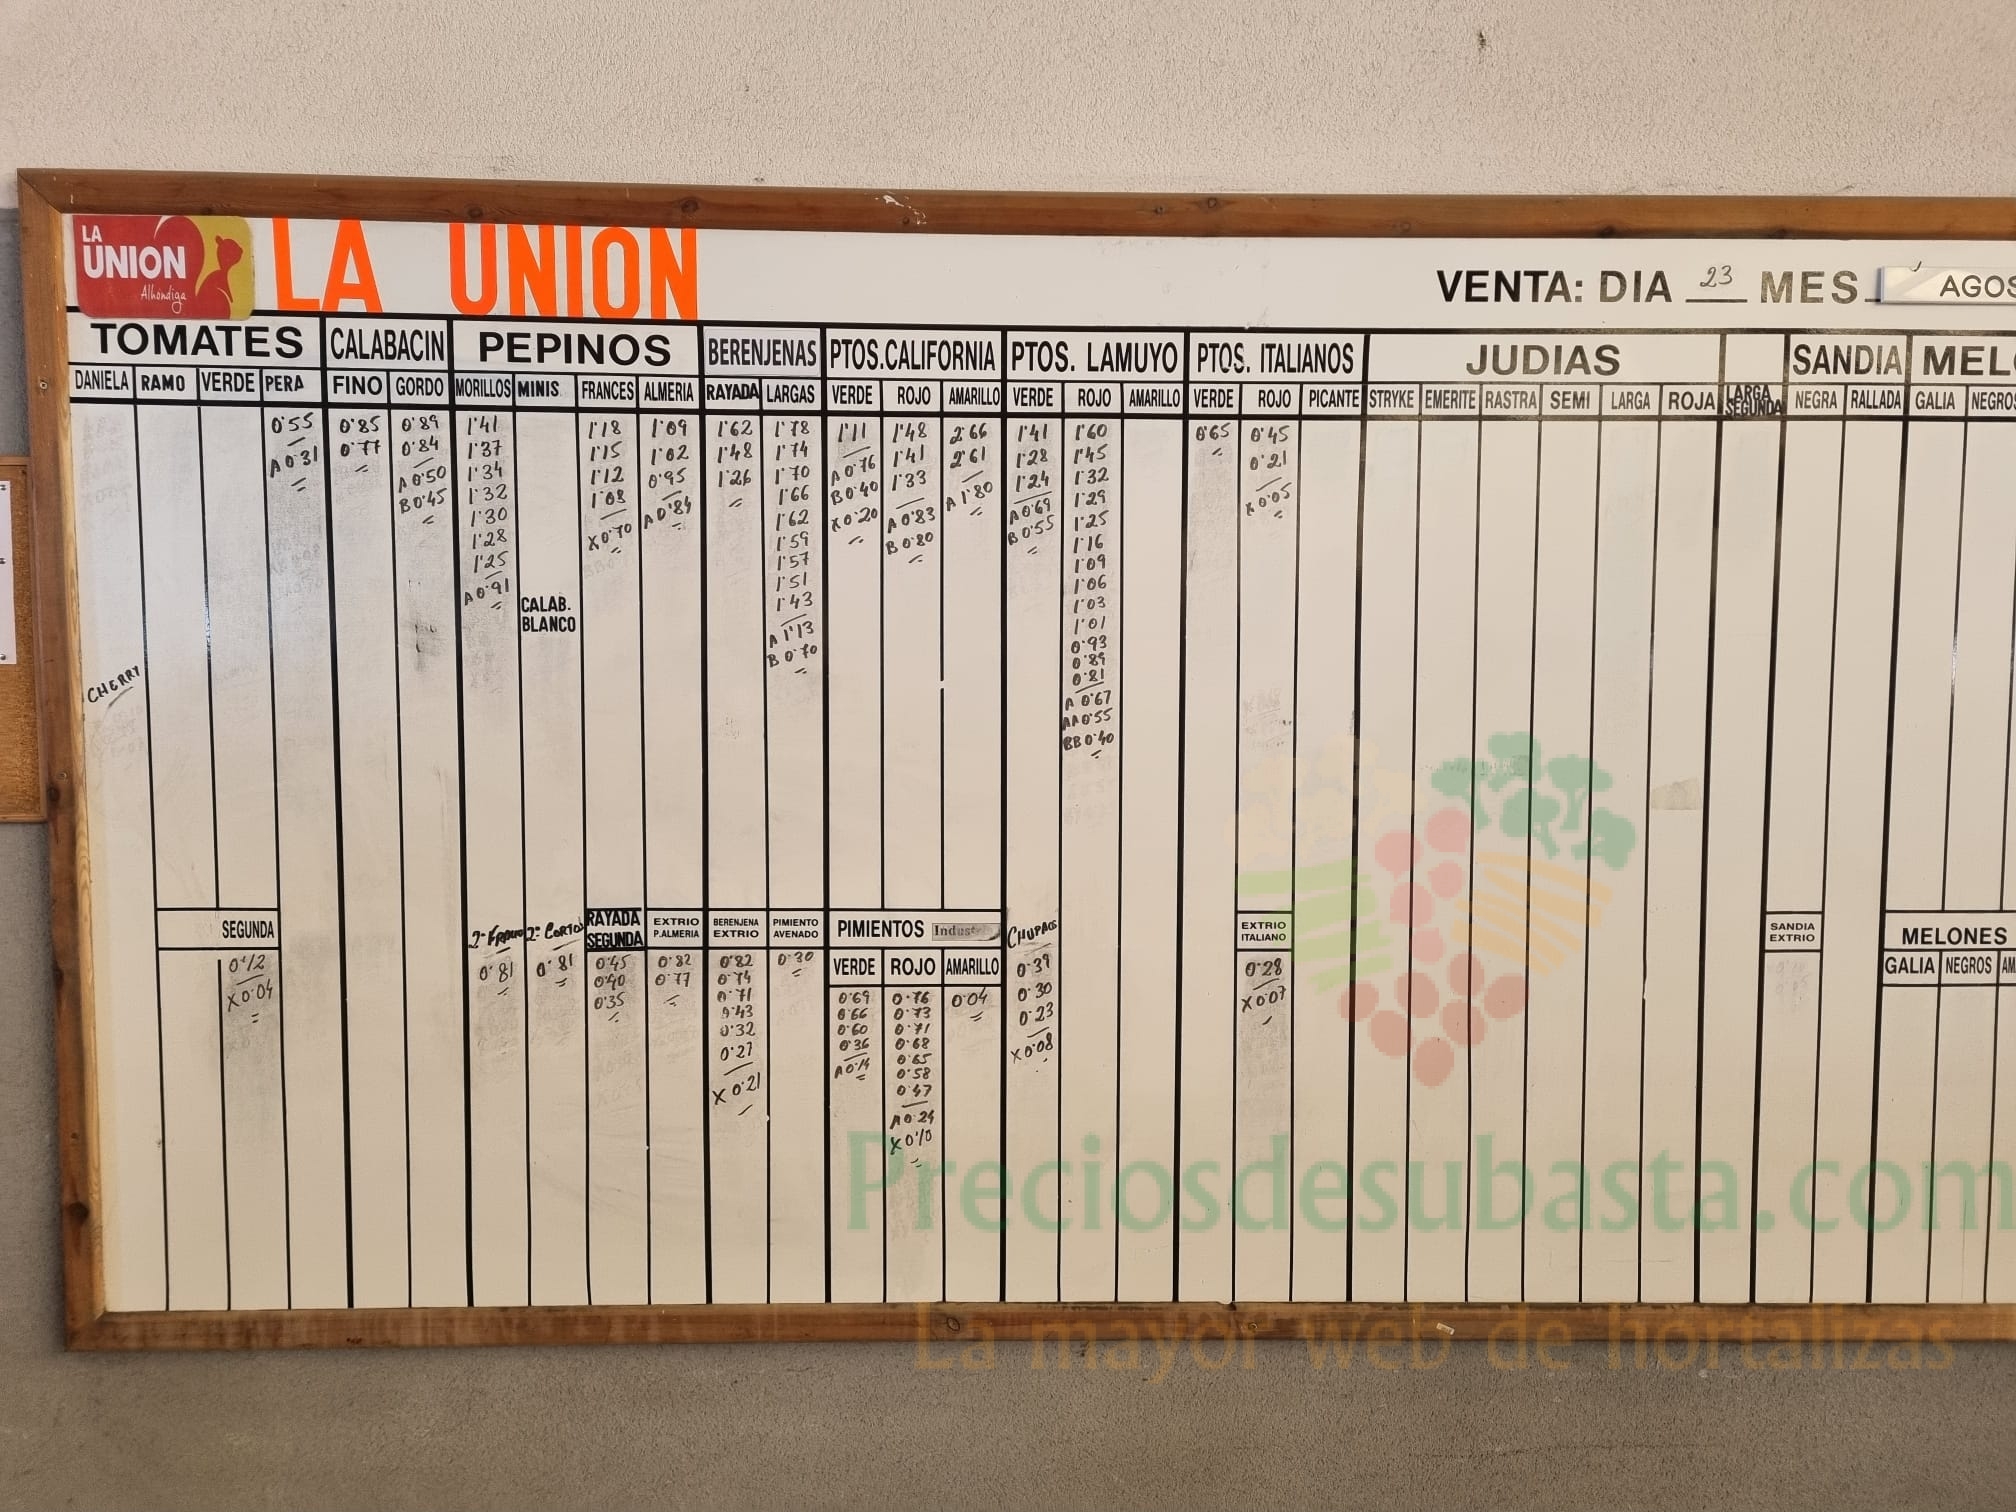 LA
UNION
Alhóndiga
LA UNION
VENTA: DIA 23 MES AGOS
TOMATES CALABACIN PEPINOS BERENJENAS PTOS.CALIFORNIA PTOS. LAMUYO PTOS. ITALIANOS JUDIAS SANDIA MEL
DANIELA RAMO VERDE PERA FINO GORDO MORILLOS MINIS FRANCES ALMERIA RAYADA LARGAS VERDE ROJO AMARILLO VERDE ROJO AMARILLO VERDE ROJO PICANTE STRYKE EMERITE RASTRA SEMI LARGA ROJA LARGA SEGUNDA NEGRA RALLADA GALIA NEGROS
0'55
A 0'31
0'85
0'77
0'89
0'84
A 0'50
B 0'45
1'41
1'37
1'34
1'32
1'30
1'28
1'25
A 0'91
CALAB.
BLANCO
1'18
1'15
1'12
1'08
X 0'70
1'09
1'02
0'95
A 0'84
1'62
1'48
1'26
1'78
1'74
1'70
1'66
1'62
1'59
1'57
1'51
1'43
A 1'13
B 0'70
1'11
A 0'76
B 0'40
X 0'20
1'48
1'41
1'33
A 0'83
B 0'80
2'66
2'61
A 1'80
1'41
1'28
1'24
A 0'69
B 0'55
1'60
1'45
1'32
1'29
1'25
1'16
1'09
1'06
1'03
1'01
0'93
0'89
0'81
A 0'67
AA 0'55
BB 0'40
0'65
0'45
0'21
X 0'05
CHERRY
SEGUNDA
0'12
X 0'04
2ª FRANCO
0'81
2ª CORTOS
0'81
RAYADA
SEGUNDA
0'45
0'40
0'35
EXTRIO
P.ALMERIA
0'82
0'77
BERENJENA
EXTRIO
0'82
0'74
0'71
0'43
0'32
0'27
X 0'21
PIMIENTO
AVENADO
0'30
PIMIENTOS
VERDE ROJO AMARILLO
0'69
0'66
0'60
0'36
A 0'14
0'76
0'73
0'71
0'68
0'65
0'58
0'47
A 0'24
X 0'10
0'04
CHUPAOS
0'39
0'30
0'23
X 0'08
EXTRIO
ITALIANO
0'28
X 0'07
SANDIA
EXTRIO
MELONES
GALIA NEGROS AM
Preciosdesubasta.com
La mayor web de hortalizas